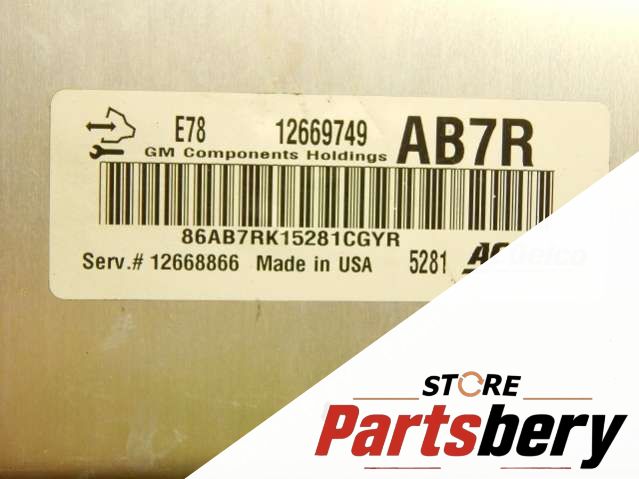 E78 12669749 AB7R
GM Components Holdings
86AB7RK15281CGYR
Serv.# 12668866 Made in USA 5281 ACDelco
STORE
Partsbery